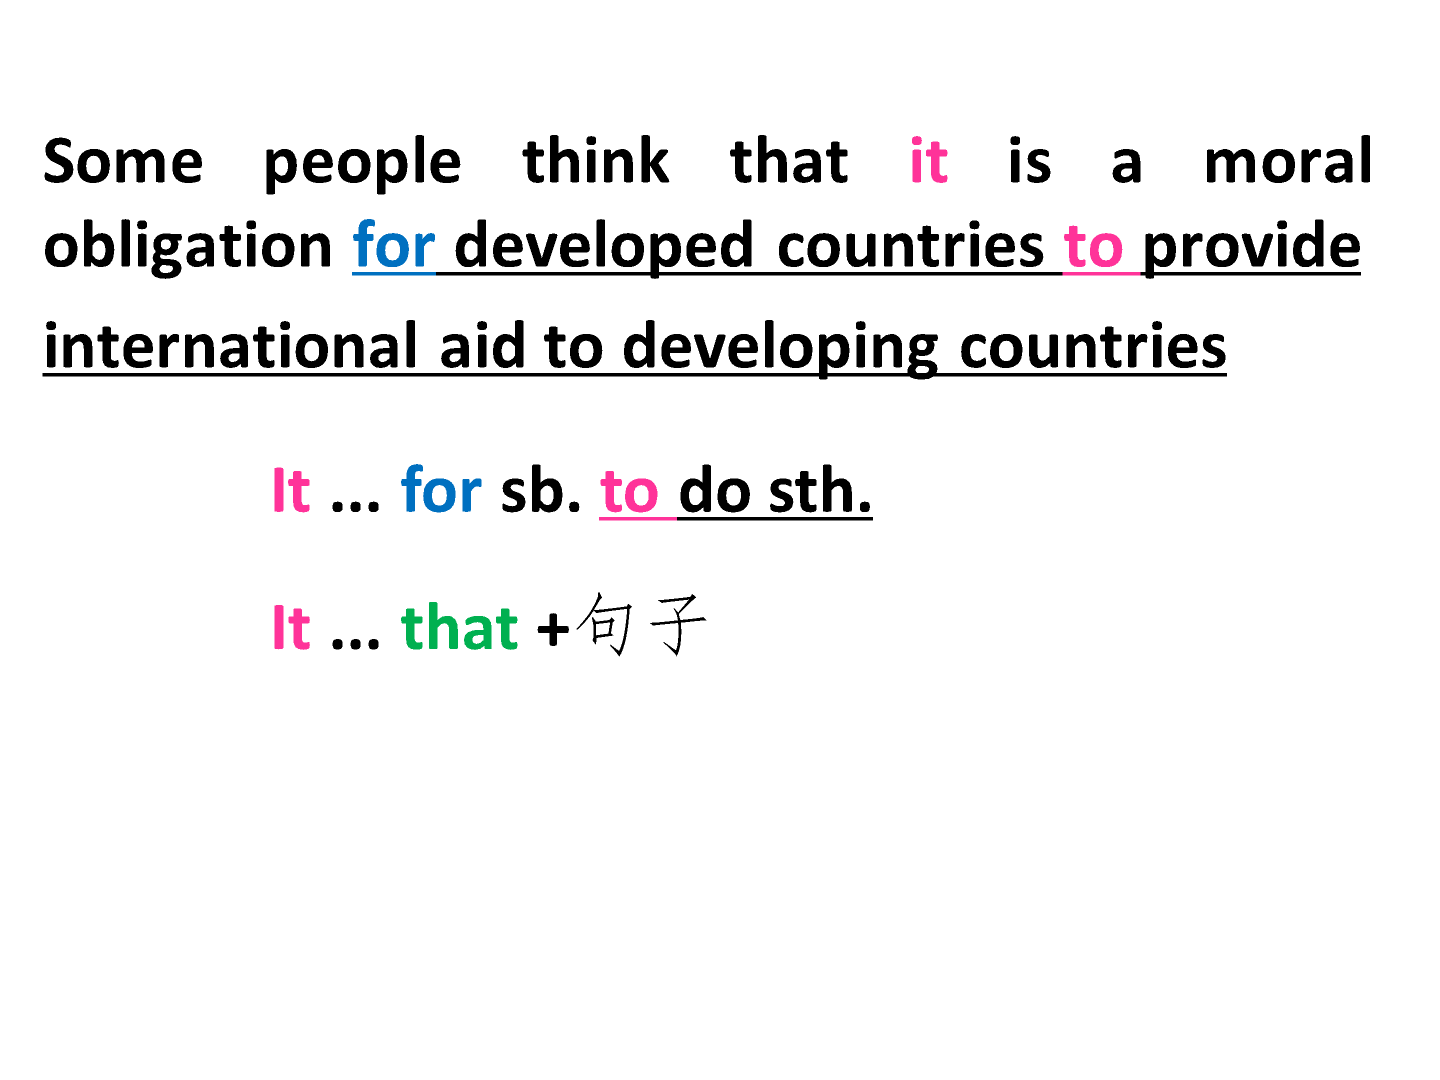 Some people think that it is a moral
obligation for developed countries to provide
international aid to developing countries
It ... for sb. to do sth.
It ... that +句子